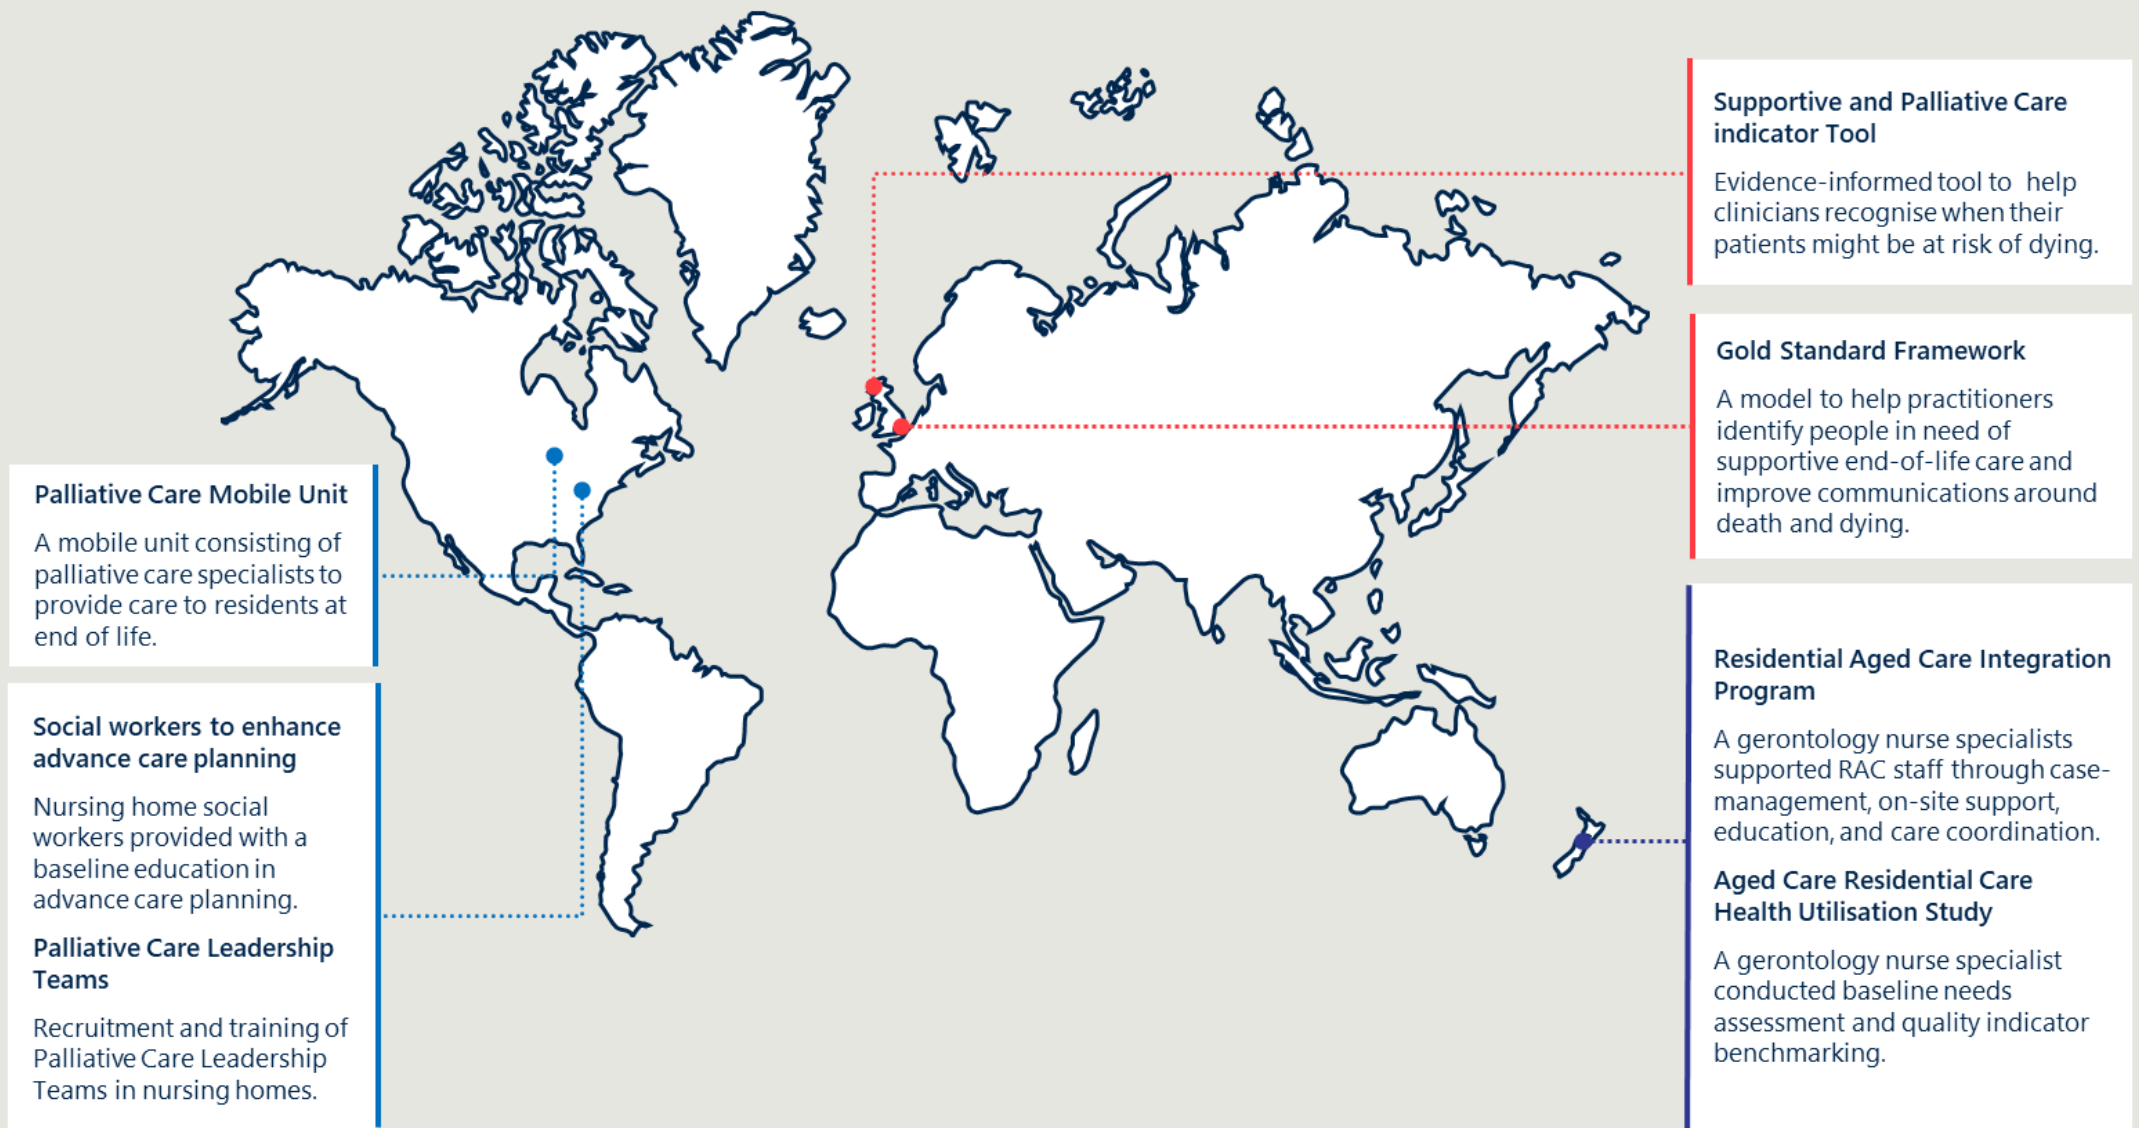 Palliative Care Mobile Unit
A mobile unit consisting of
palliative care specialists to
provide care to residents at
end of life.
Social workers to enhance
advance care planning
Nursing home social
workers provided with a
baseline education in
advance care planning.
Palliative Care Leadership
Teams
Recruitment and training of
Palliative Care Leadership
Teams in nursing homes.
Supportive and Palliative Care
indicator Tool
Evidence-informed tool to help
clinicians recognise when their
patients might be at risk of dying.
Gold Standard Framework
A model to help practitioners
identify people in need of
supportive end-of-life care and
improve communications around
death and dying.
Residential Aged Care Integration
Program
A gerontology nurse specialists
supported RAC staff through case-
management, on-site support,
education, and care coordination.
Aged Care Residential Care
Health Utilisation Study
A gerontology nurse specialist
conducted baseline needs
assessment and quality indicator
benchmarking.